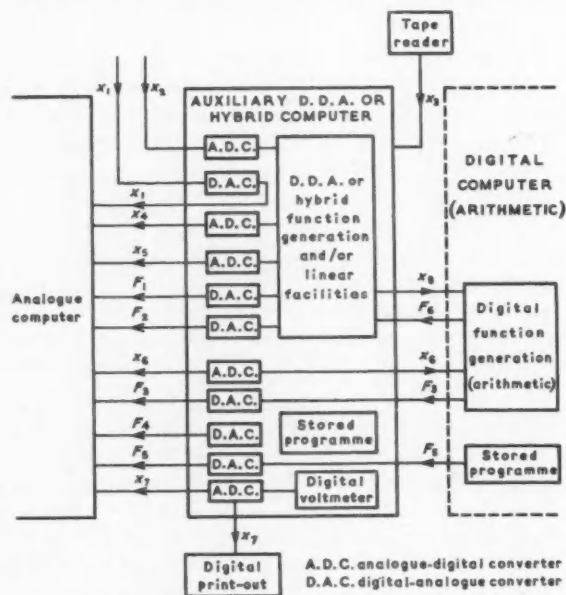 Tape
reader
x₁
x₂
x₃
AUXILIARY D.D.A. OR
HYBRID COMPUTER
A.D.C.
D.A.C.
x₁
x₄
A.D.C.
x₅
A.D.C.
F₁
D.A.C.
F₂
D.A.C.
D.D.A. or
hybrid
function
generation
and/or
linear
facilities
DIGITAL
COMPUTER
(ARITHMETIC)
Analogue
computer
x₈
F₆
Digital
function
generation
(arithmetic)
x₆
A.D.C.
x₆
F₃
D.A.C.
F₃
F₄
D.A.C.
Stored
programme
F₅
D.A.C.
F₅
Stored
programme
x₇
A.D.C.
Digital
voltmeter
x₇
Digital
print-out
A.D.C. analogue-digital converter
D.A.C. digital-analogue converter